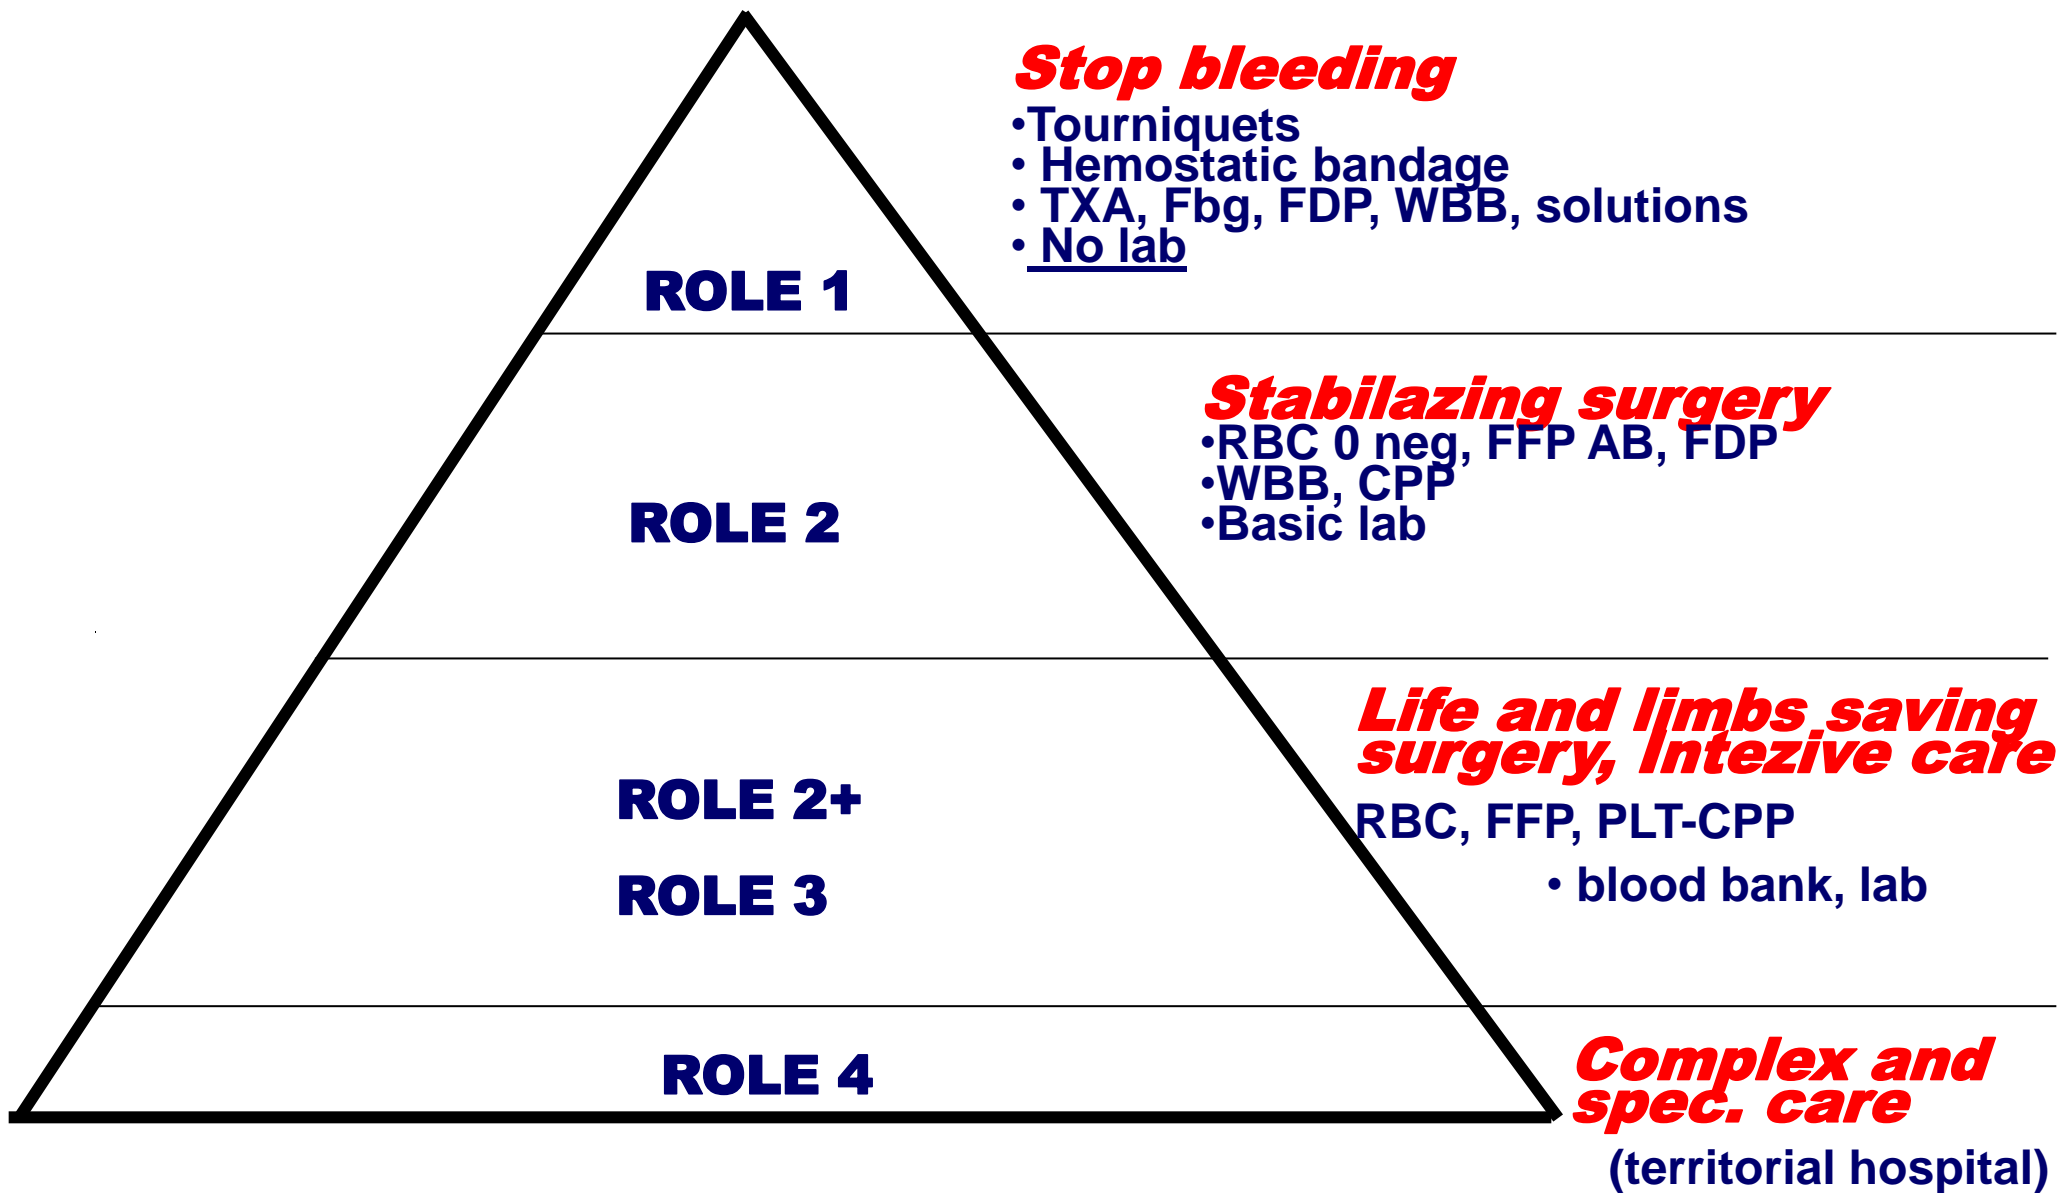 Stop bleeding
•Tourniquets
• Hemostatic bandage
• TXA, Fbg, FDP, WBB, solutions
• No lab
ROLE 1
Stabilazing surgery
•RBC 0 neg, FFP AB, FDP
•WBB, CPP
•Basic lab
ROLE 2
Life and limbs saving
surgery, Intezive care
RBC, FFP, PLT-CPP
• blood bank, lab
ROLE 2+
ROLE 3
Complex and
spec. care
(territorial hospital)
ROLE 4